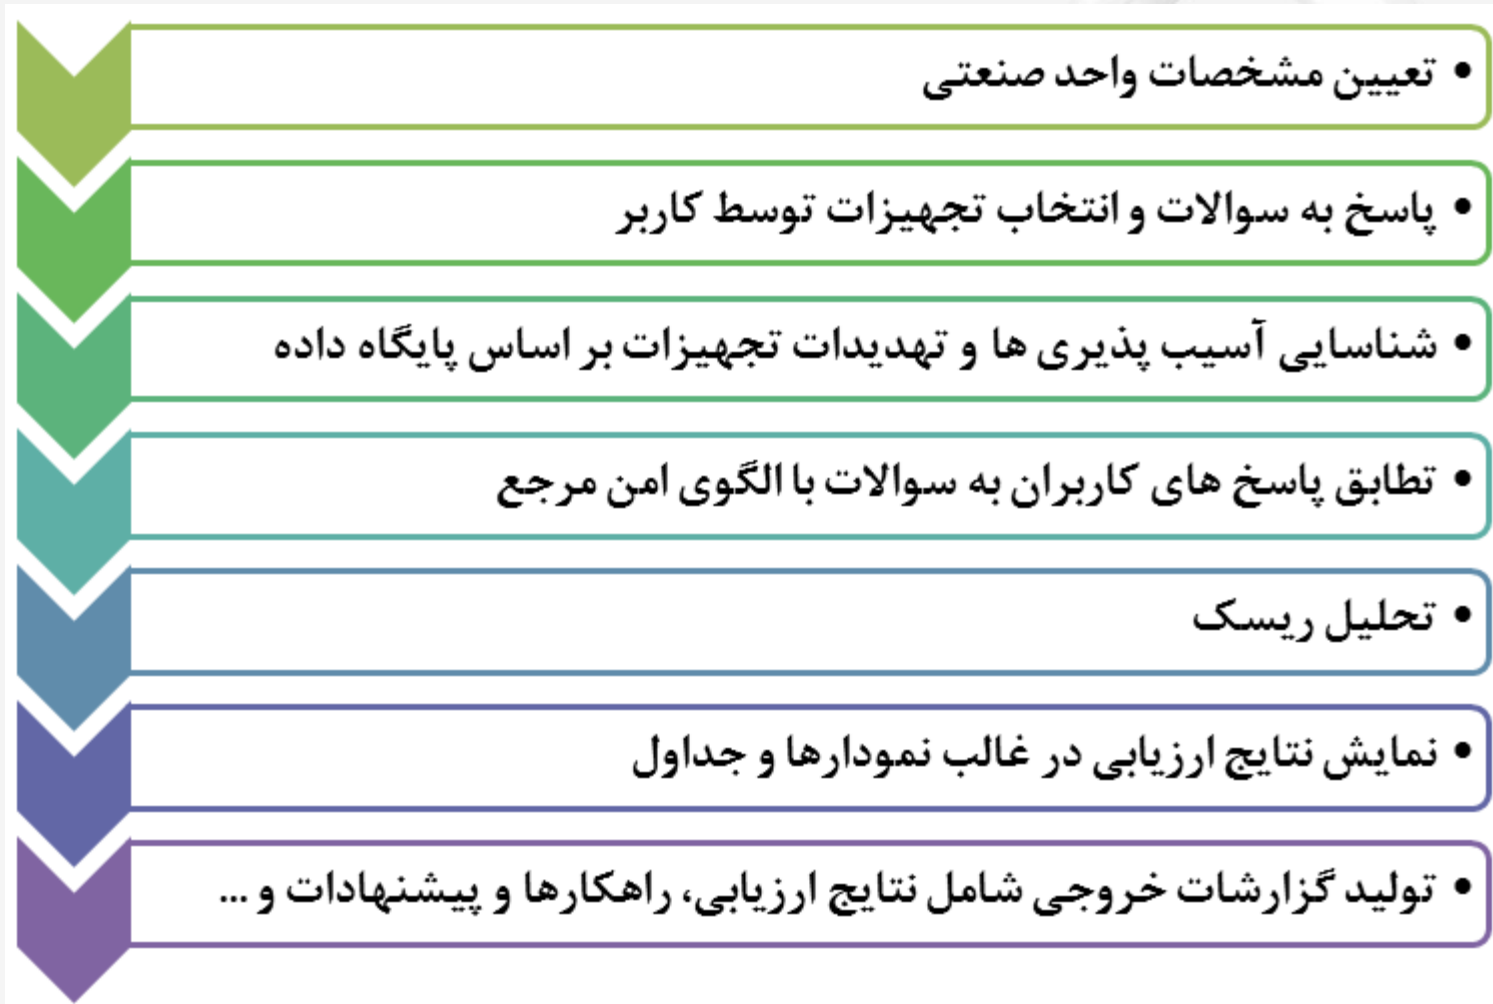 • تعیین مشخصات واحد صنعتی
• پاسخ به سوالات و انتخاب تجهیزات توسط کاربر
• شناسایی آسیب پذیری ها و تهدیدات تجهیزات بر اساس پایگاه داده
• تطابق پاسخ های کاربران به سوالات با الگوی امن مرجع
• تحلیل ریسک
• نمایش نتایج ارزیابی در غالب نمودارها و جداول
• تولید گزارشات خروجی شامل نتایج ارزیابی، راهکارها و پیشنهادات و ...